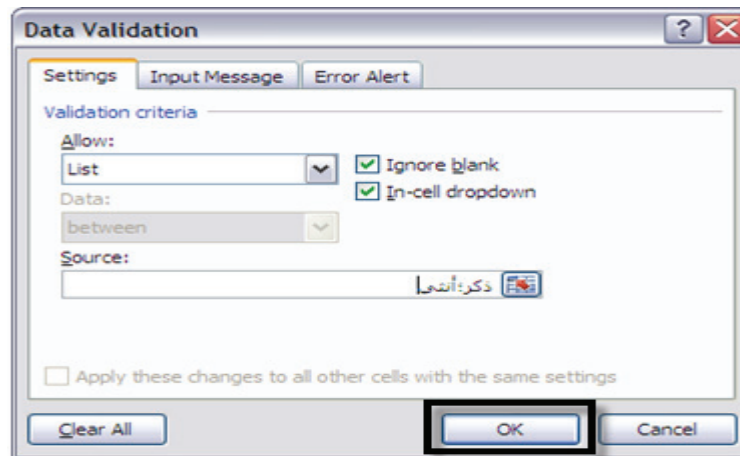 Data Validation
Settings Input Message Error Alert
Validation criteria
Allow:
List
Ignore blank
Data:
In-cell dropdown
between
Source:
ذكر؛أنثى
Apply these changes to all other cells with the same settings
Clear All OK Cancel